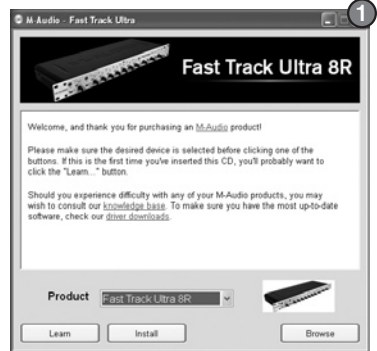 M-Audio - Fast Track Ultra
1
Fast Track Ultra 8R
Welcome, and thank you for purchasing an M-Audio product!
Please make sure the desired device is selected before clicking one of the
buttons. If this is the first time you've inserted this CD, you'll probably want to
click the "Learn..." button.
Should you experience difficulty with any of your M-Audio products, you may
wish to consult our knowledge base. To make sure you have the most up-to-date
software, check our driver downloads.
Product
Fast Track Ultra 8R
Learn
Install
Browse